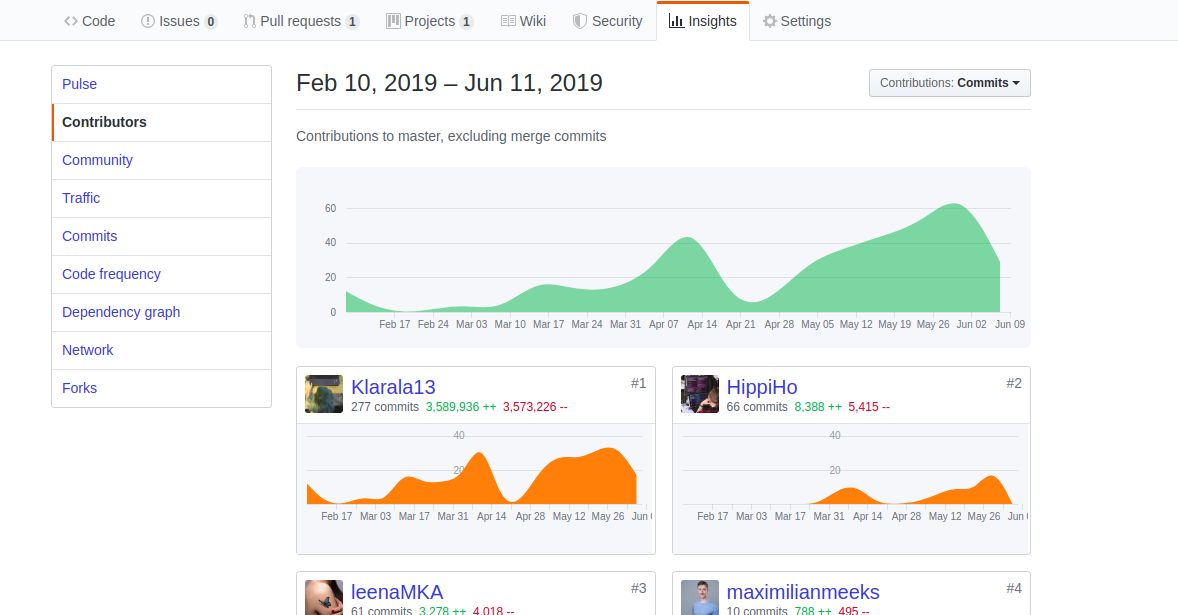 Code Issues 0 Pull requests 1 Projects 1 Wiki Security Insights Settings
Pulse
Contributors
Community
Traffic
Commits
Code frequency
Dependency graph
Network
Forks
Feb 10, 2019 – Jun 11, 2019
Contributions: Commits
Contributions to master, excluding merge commits
60
40
20
0
Feb 17 Feb 24 Mar 03 Mar 10 Mar 17 Mar 24 Mar 31 Apr 07 Apr 14 Apr 21 Apr 28 May 05 May 12 May 19 May 26 Jun 02 Jun 09
Klarala13 #1
277 commits 3,589,936 ++ 3,573,226 --
40
20
Feb 17 Mar 03 Mar 17 Mar 31 Apr 14 Apr 28 May 12 May 26 Jun
HippiHo #2
66 commits 8,388 ++ 5,415 --
40
20
Feb 17 Mar 03 Mar 17 Mar 31 Apr 14 Apr 28 May 12 May 26 Jun
leenaMKA #3
61 commits 3,278 ++ 4,018 --
maximilianmeeks #4
10 commits 788 ++ 495 --